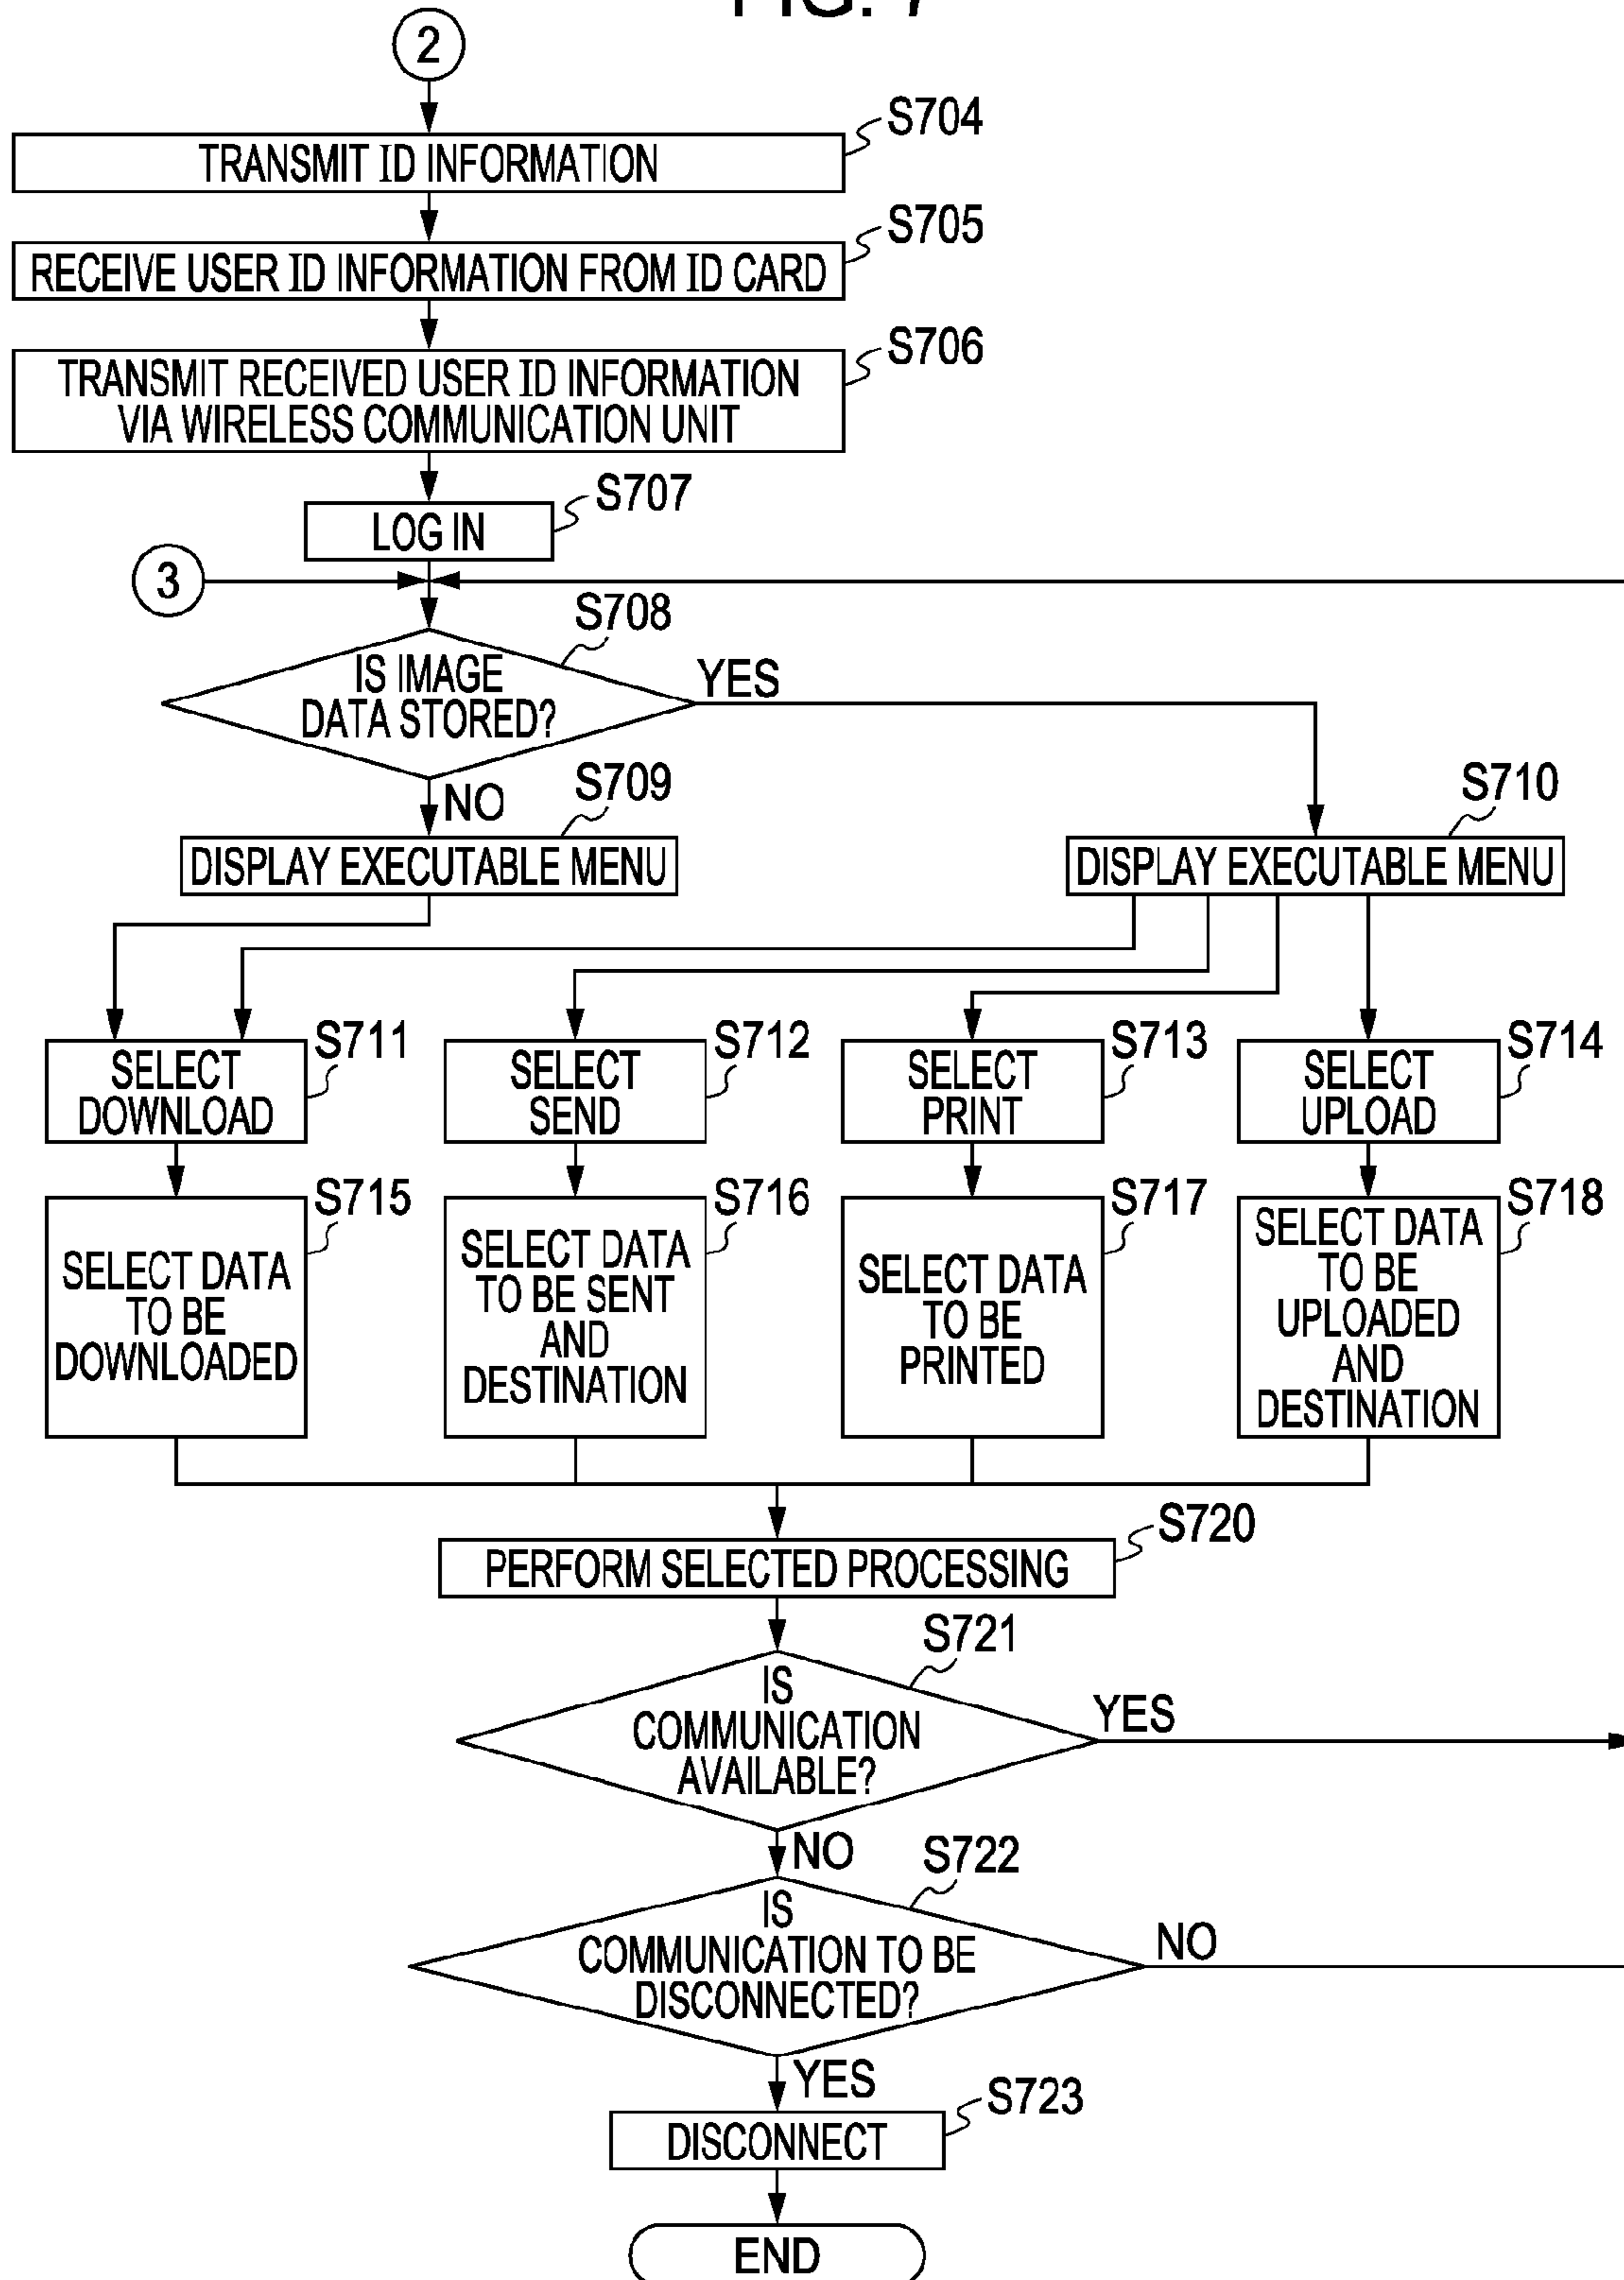 FIG. 7
2
S704
TRANSMIT ID INFORMATION
S705
RECEIVE USER ID INFORMATION FROM ID CARD
S706
TRANSMIT RECEIVED USER ID INFORMATION
VIA WIRELESS COMMUNICATION UNIT
S707
LOG IN
3
S708
IS IMAGE
DATA STORED?
YES
NO
S709
DISPLAY EXECUTABLE MENU
S710
DISPLAY EXECUTABLE MENU
S711
SELECT
DOWNLOAD
S712
SELECT
SEND
S713
SELECT
PRINT
S714
SELECT
UPLOAD
S715
SELECT DATA
TO BE
DOWNLOADED
S716
SELECT DATA
TO BE SENT
AND
DESTINATION
S717
SELECT DATA
TO BE
PRINTED
S718
SELECT DATA
TO BE
UPLOADED
AND
DESTINATION
S720
PERFORM SELECTED PROCESSING
S721
IS
COMMUNICATION
AVAILABLE?
YES
NO
S722
IS
COMMUNICATION TO BE
DISCONNECTED?
NO
YES
S723
DISCONNECT
END